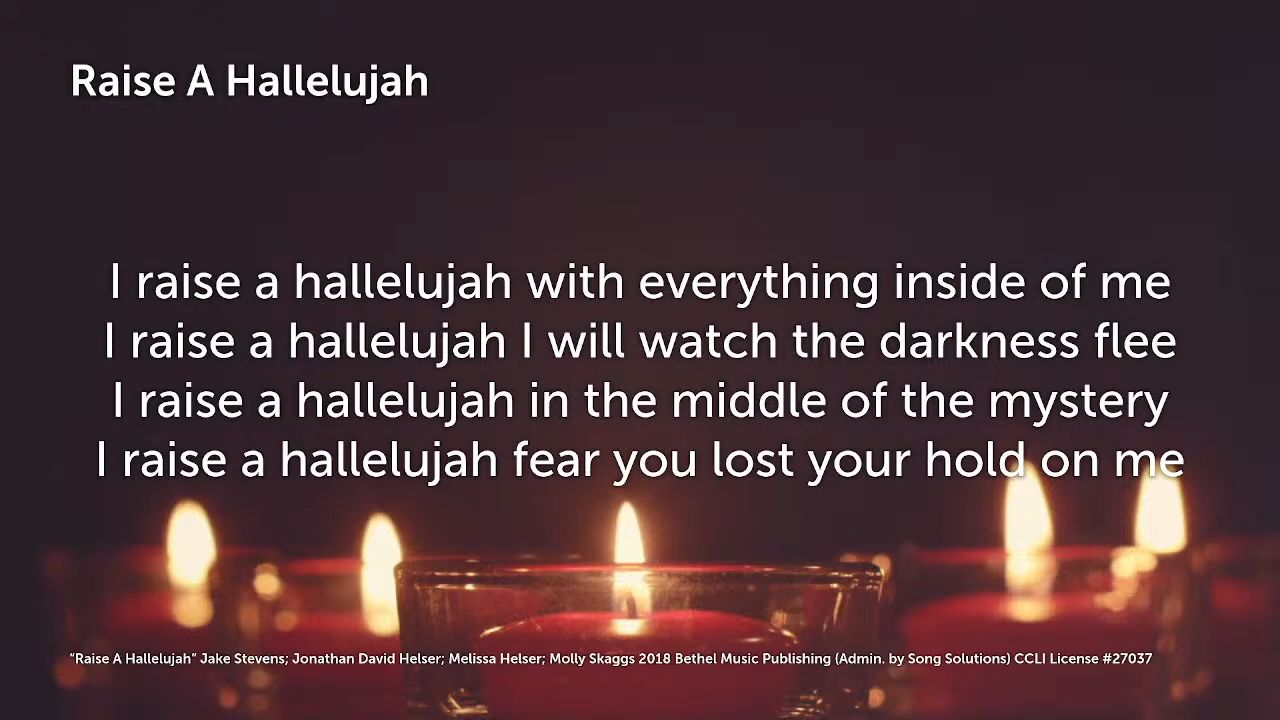 Raise A Hallelujah
I raise a hallelujah with everything inside of me
I raise a hallelujah I will watch the darkness flee
I raise a hallelujah in the middle of the mystery
I raise a hallelujah fear you lost your hold on me
“Raise A Hallelujah” Jake Stevens; Jonathan David Helser; Melissa Helser; Molly Skaggs 2018 Bethel Music Publishing (Admin. by Song Solutions) CCLI License #27037